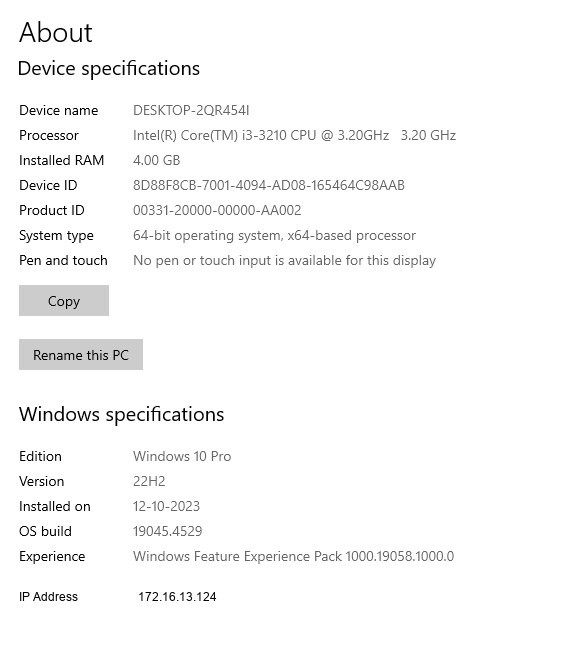 About
Device specifications
Device name DESKTOP-2QR454I
Processor Intel(R) Core(TM) i3-3210 CPU @ 3.20GHz 3.20 GHz
Installed RAM 4.00 GB
Device ID 8D88F8CB-7001-4094-AD08-165464C98AAB
Product ID 00331-20000-00000-AA002
System type 64-bit operating system, x64-based processor
Pen and touch No pen or touch input is available for this display
Copy
Rename this PC
Windows specifications
Edition Windows 10 Pro
Version 22H2
Installed on 12-10-2023
OS build 19045.4529
Experience Windows Feature Experience Pack 1000.19058.1000.0
IP Address 172.16.13.124